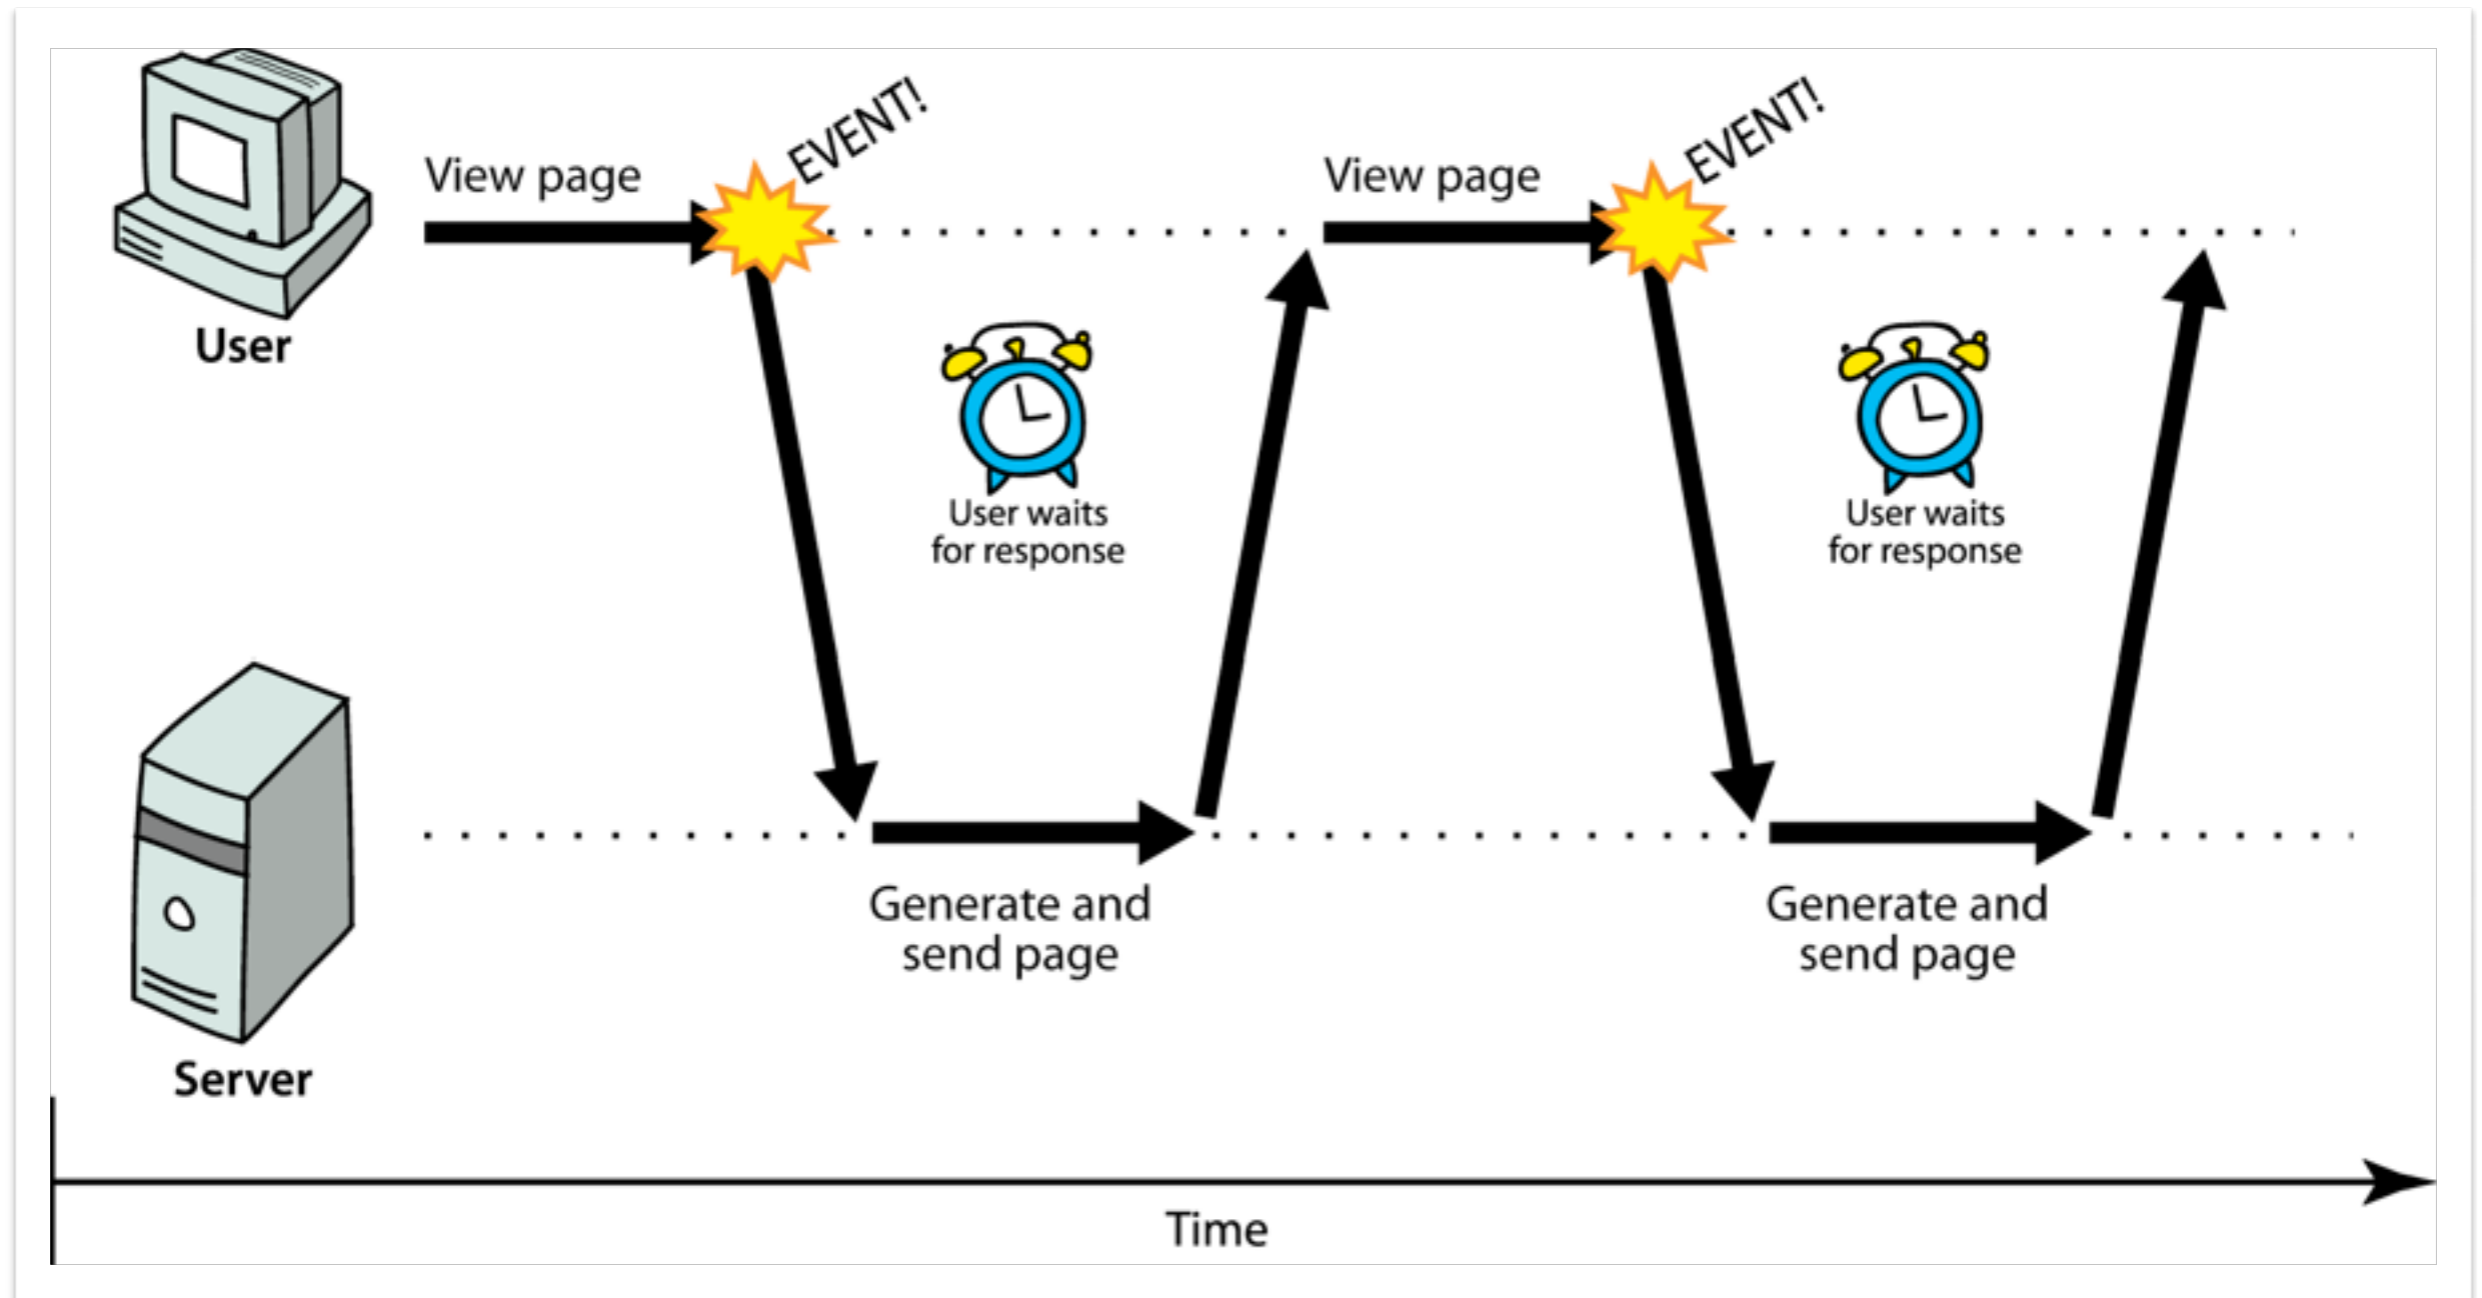 EVENT!
EVENT!
View page
View page
User
User waits
for response
User waits
for response
Generate and
send page
Generate and
send page
Server
Time